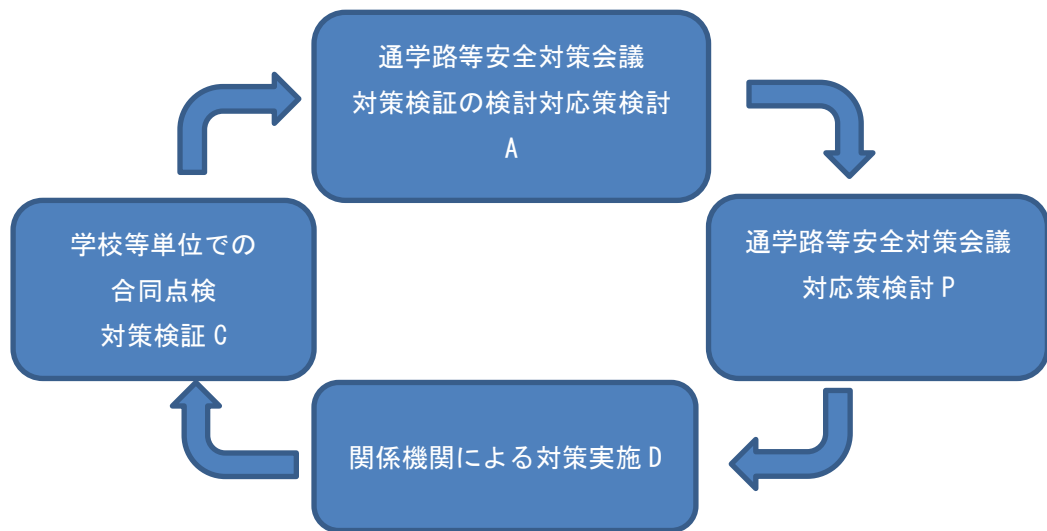 通学路等安全対策会議
対策検証の検討対応策検討
A
通学路等安全対策会議
対応策検討 P
関係機関による対策実施 D
学校等単位での
合同点検
対策検証 C